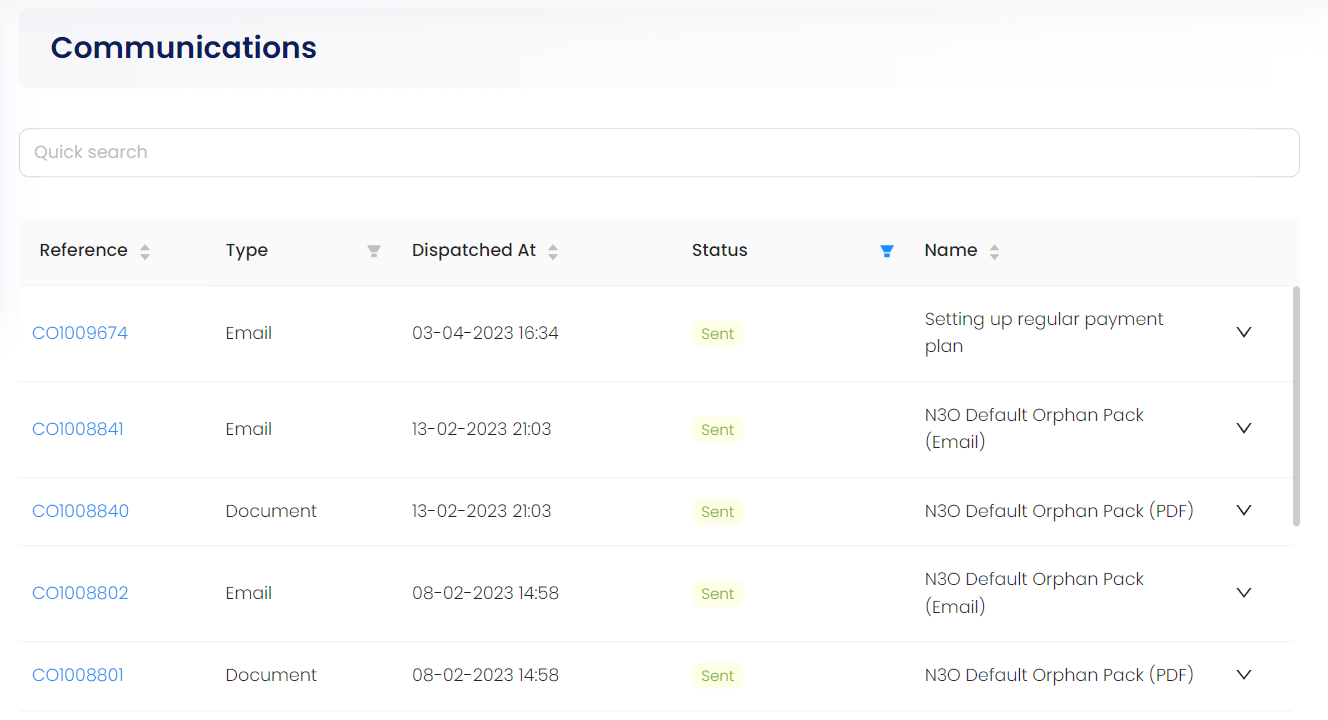 Communications
Quick search
Reference Type Dispatched At Status Name
CO1009674 Email 03-04-2023 16:34 Sent Setting up regular payment
plan
CO1008841 Email 13-02-2023 21:03 Sent N3O Default Orphan Pack
(Email)
CO1008840 Document 13-02-2023 21:03 Sent N3O Default Orphan Pack (PDF)
CO1008802 Email 08-02-2023 14:58 Sent N3O Default Orphan Pack
(Email)
CO1008801 Document 08-02-2023 14:58 Sent N3O Default Orphan Pack (PDF)